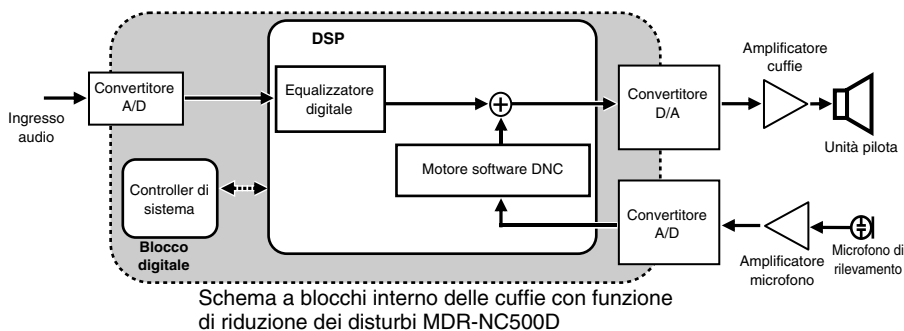 DSP
Convertitore
A/D
Ingresso
audio
Equalizzatore
digitale
+
Convertitore
D/A
Amplificatore
cuffie
Unità pilota
Motore software DNC
Controller di
sistema
Blocco
digitale
Convertitore
A/D
Amplificatore
microfono
Microfono di
rilevamento
Schema a blocchi interno delle cuffie con funzione
di riduzione dei disturbi MDR-NC500D